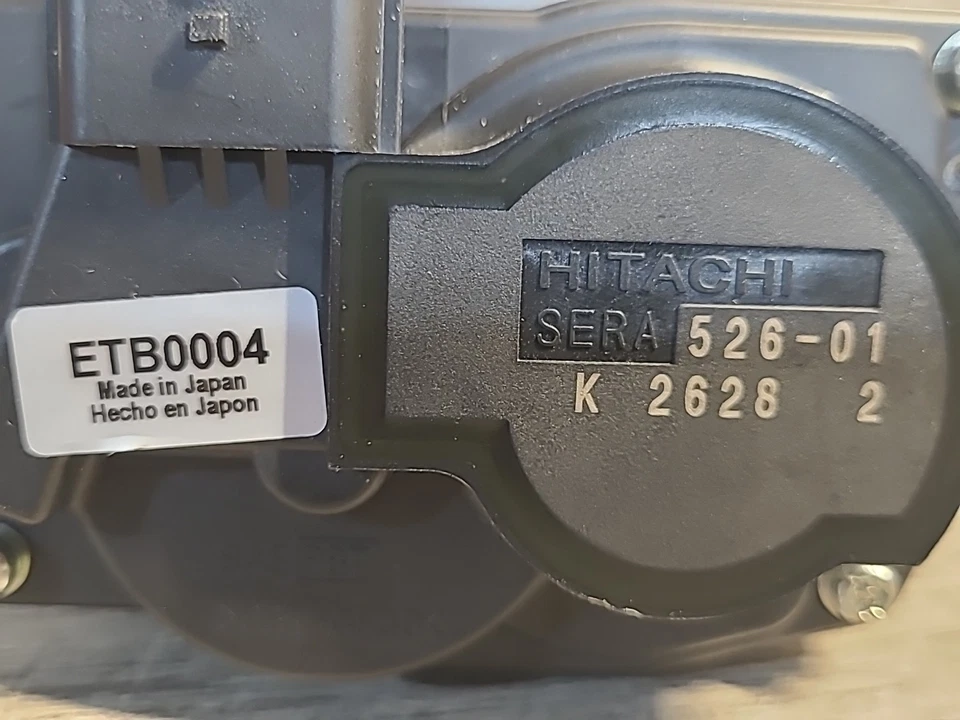 ETB0004
Made in Japan
Hecho en Japon
HITACHI
SERA 526-01
K 2628 2